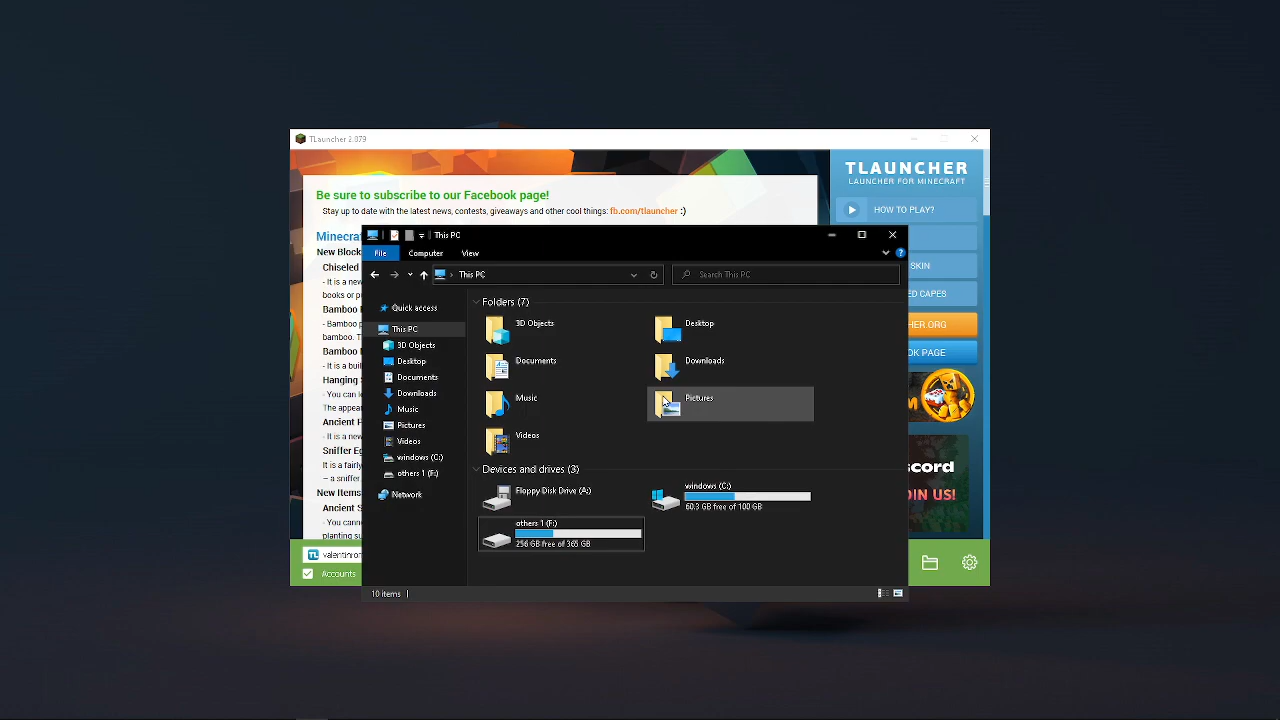 TLauncher 2.879
TLAUNCHER
LAUNCHER FOR MINECRAFT
Be sure to subscribe to our Facebook page!
Stay up to date with the latest news, contests, giveaways and other cool things: fb.com/tlauncher :)
HOW TO PLAY?
SKIN
ED CAPES
HER.ORG
OK PAGE
scord
OIN US!
Minecra
New Block
Chiseled
- It is a new
books or p
Bamboo
- Bamboo p
bamboo. T
Bamboo
- It is a buil
Hanging
- You can l
The appear
Ancient F
- It is a new
Sniffer Eg
It is a fairly
– a sniffer.
New Items
Ancient S
- You canno
planting su
TL valentinro
Accounts
This PC
File
Computer
View
This PC
Search This PC
Quick access
This PC
3D Objects
Desktop
Documents
Downloads
Music
Pictures
Videos
windows (C:)
others 1 (F:)
Network
Folders (7)
3D Objects
Desktop
Documents
Downloads
Music
Pictures
Videos
Devices and drives (3)
Floppy Disk Drive (A:)
windows (C:)
60.3 GB free of 100 GB
others 1 (F:)
256 GB free of 365 GB
10 items